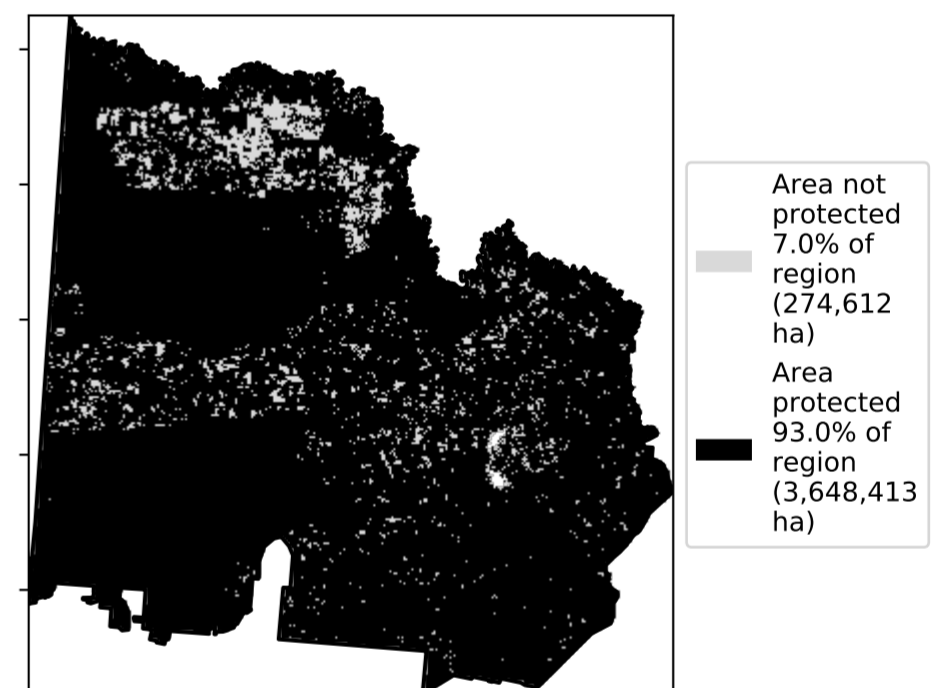 Area not
protected
7.0% of
region
(274,612
ha)
Area
protected
93.0% of
region
(3,648,413
ha)